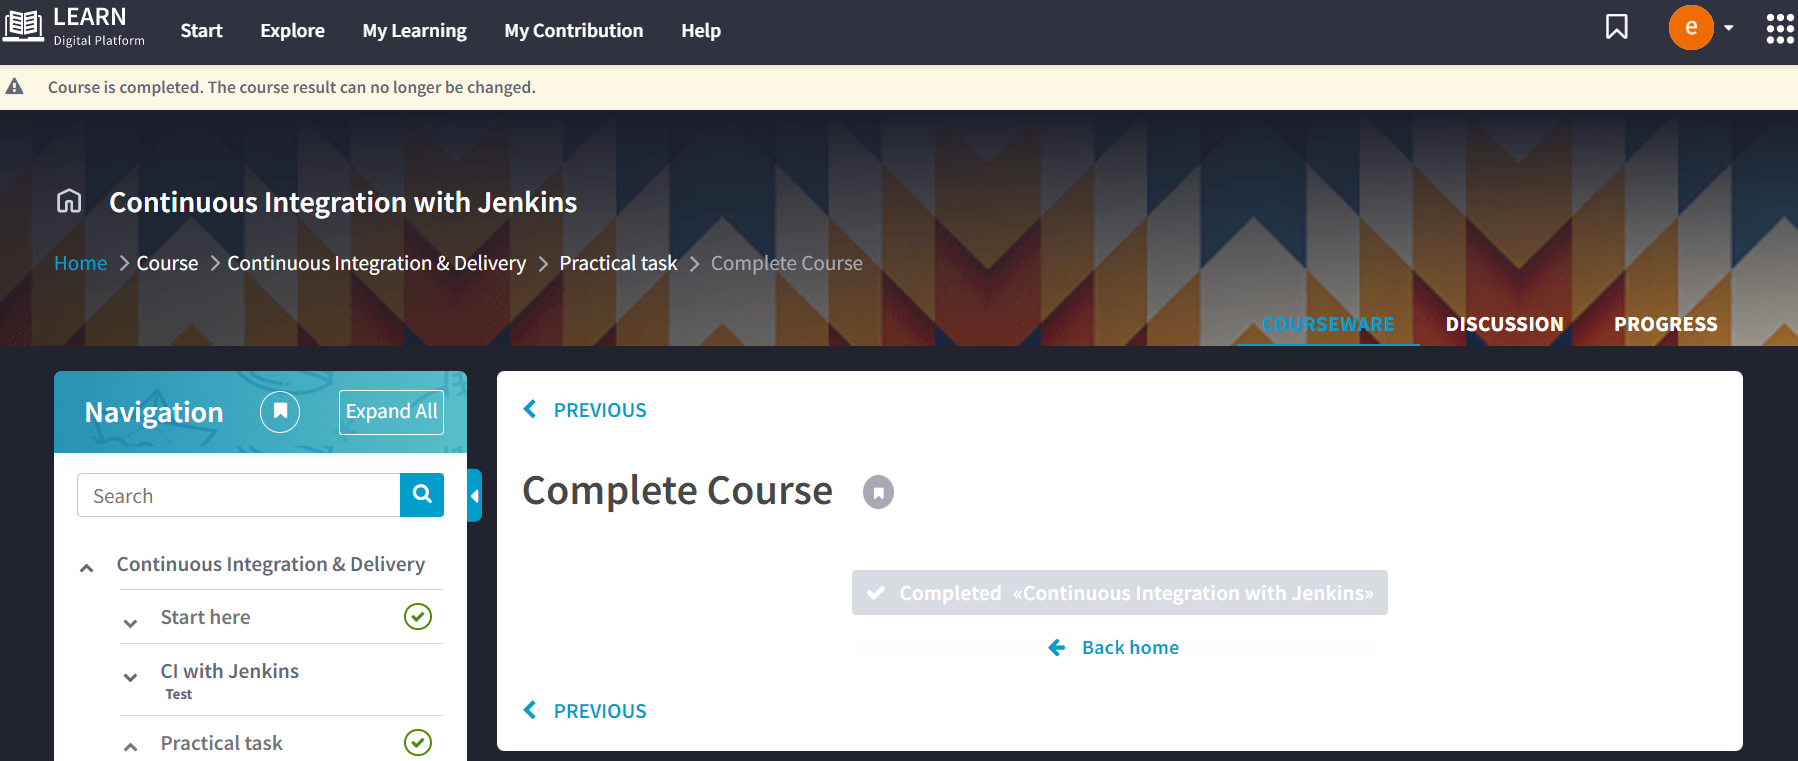 LEARN
Digital Platform
Start Explore My Learning My Contribution Help
e
Course is completed. The course result can no longer be changed.
Continuous Integration with Jenkins
Home > Course > Continuous Integration & Delivery > Practical task > Complete Course
COURSEWARE DISCUSSION PROGRESS
Navigation
Expand All
Search
Continuous Integration & Delivery
Start here
CI with Jenkins
Test
Practical task
PREVIOUS
Complete Course
Completed «Continuous Integration with Jenkins»
Back home
PREVIOUS